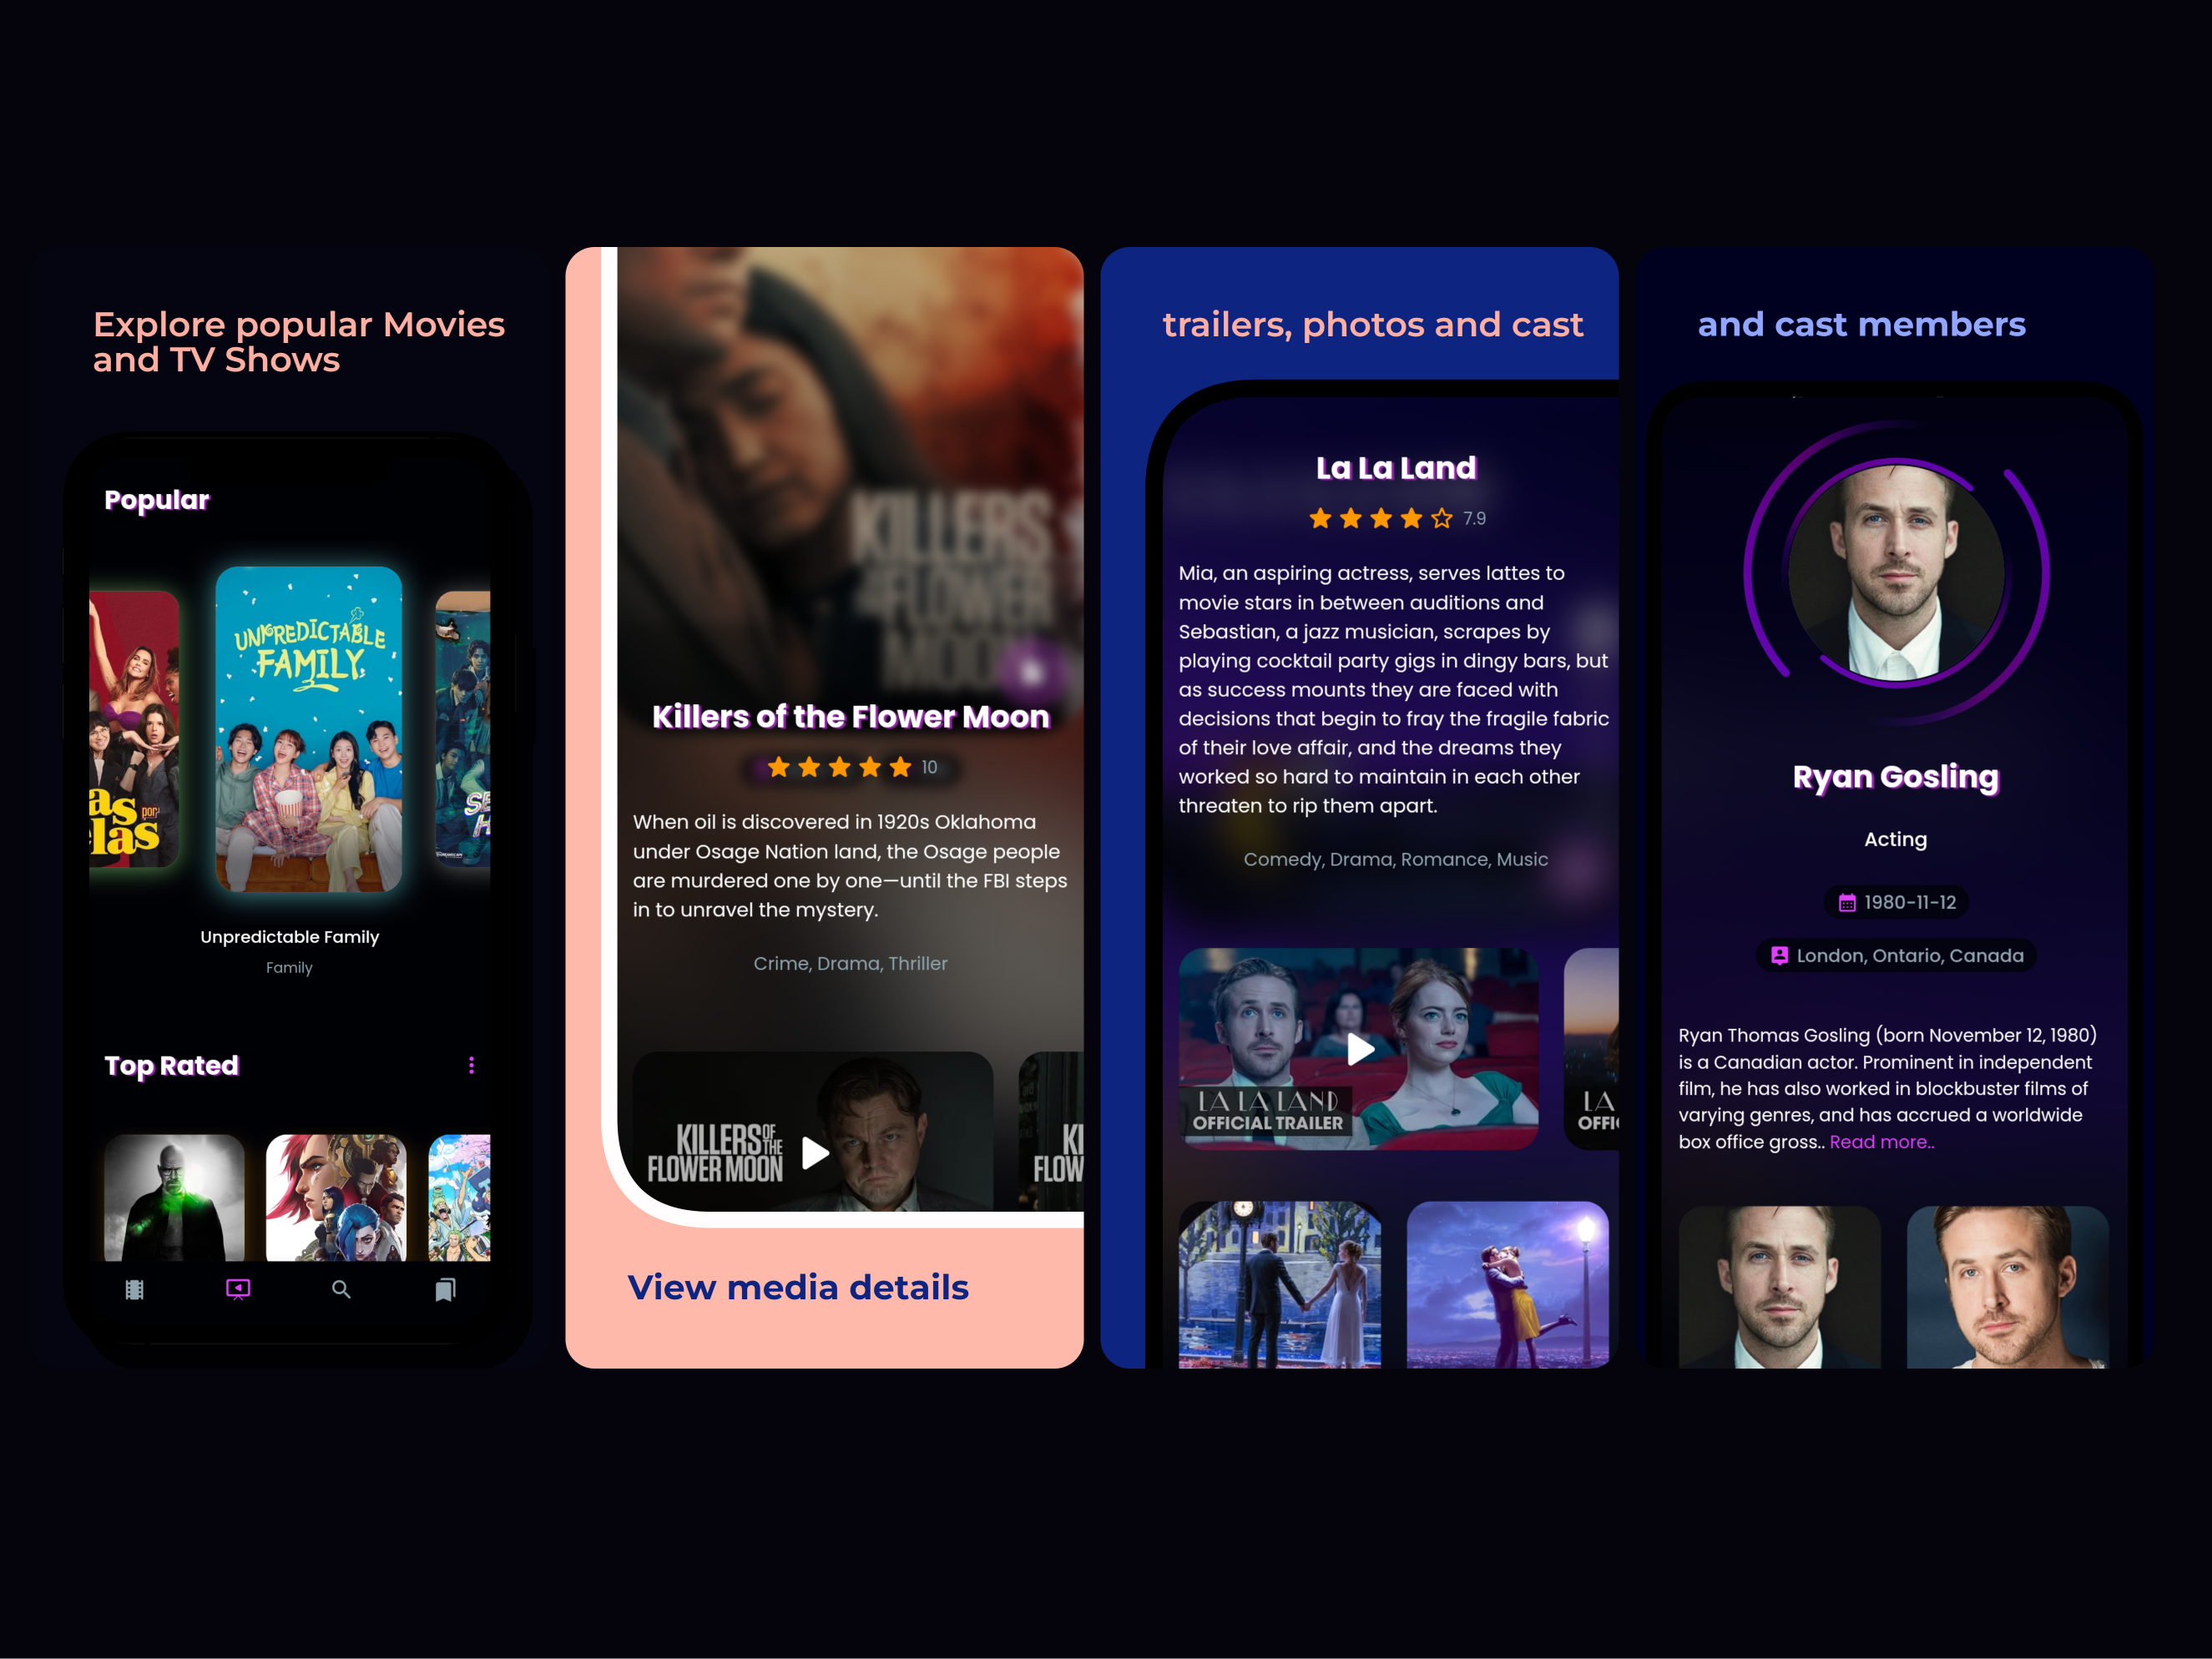 Explore popular Movies
and TV Shows
Popular
as
por
las
UNPREDICTABLE
FAMILY
Unpredictable Family
Family
Top Rated
KILLERS
FLOWER
Killers of the Flower Moon
10
When oil is discovered in 1920s Oklahoma
under Osage Nation land, the Osage people
are murdered one by one—until the FBI steps
in to unravel the mystery.
Crime, Drama, Thriller
KILLERS OF THE
FLOWER MOON
KI
FLOW
View media details
trailers, photos and cast
La La Land
7.9
Mia, an aspiring actress, serves lattes to
movie stars in between auditions and
Sebastian, a jazz musician, scrapes by
playing cocktail party gigs in dingy bars, but
as success mounts they are faced with
decisions that begin to fray the fragile fabric
of their love affair, and the dreams they
worked so hard to maintain in each other
threaten to rip them apart.
Comedy, Drama, Romance, Music
LA LA LAND
OFFICIAL TRAILER
LA
OFFI
and cast members
Ryan Gosling
Acting
1980-11-12
London, Ontario, Canada
Ryan Thomas Gosling (born November 12, 1980)
is a Canadian actor. Prominent in independent
film, he has also worked in blockbuster films of
varying genres, and has accrued a worldwide
box office gross.. Read more..